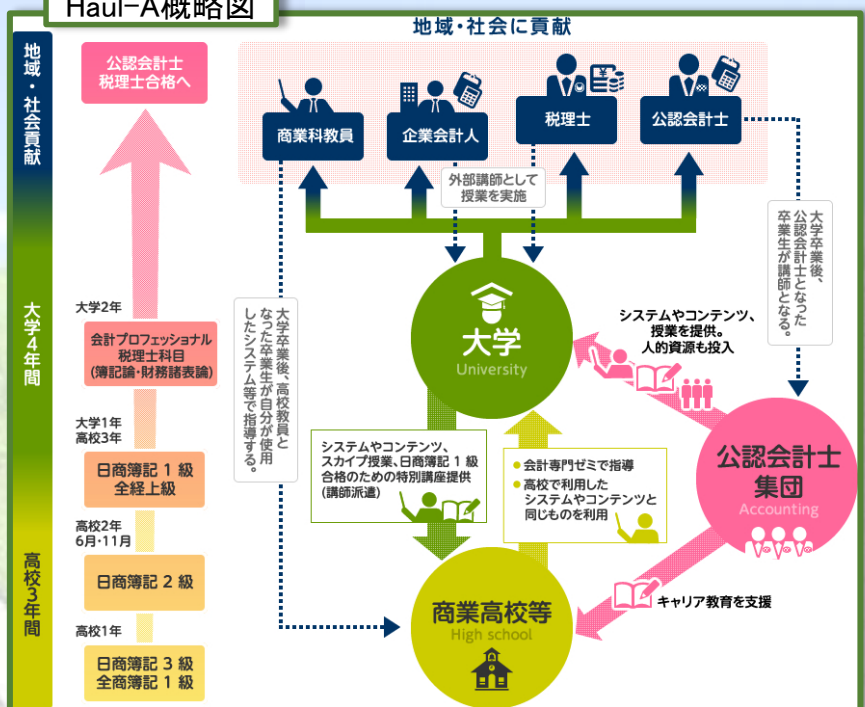 Haul-A概略図
地域・社会貢献
大学4年間
高校3年間
公認会計士
税理士合格へ
大学2年
会計プロフェッショナル
税理士科目
(簿記論・財務諸表論)
大学1年
高校3年
日商簿記 1 級
全経上級
高校2年
6月・11月
日商簿記 2 級
高校1年
日商簿記 3 級
全商簿記 1 級
地域・社会に貢献
商業科教員
企業会計人
税理士
公認会計士
外部講師として
授業を実施
大学卒業後、高校教員と
なった卒業生が自分が使用
したシステム等で指導する。
大学卒業後、
公認会計士となった
卒業生が講師となる。
大学
University
システムやコンテンツ、
授業を提供。
人的資源も投入
システムやコンテンツ、
スカイプ授業、日商簿記 1 級
合格のための特別講座提供
(講師派遣)
● 会計専門ゼミで指導
● 高校で利用した
システムやコンテンツと
同じものを利用
公認会計士
集団
Accounting
キャリア教育を支援
商業高校等
High school